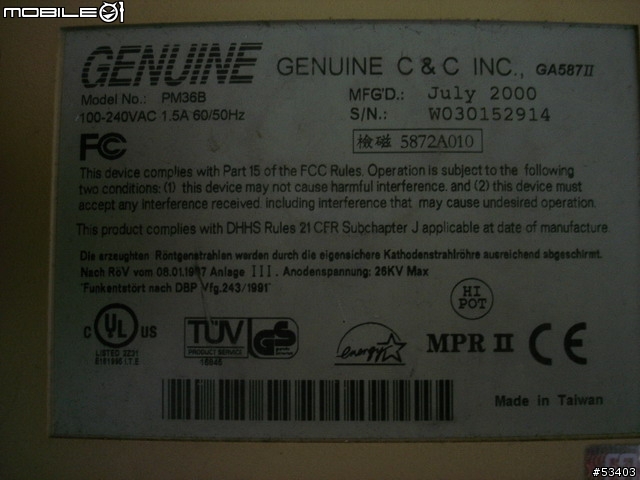 MOBILE01
GENUINE GENUINE C & C INC., GA587II
Model No.: PM36B MFG'D.: July 2000
100-240VAC 1.5A 60/50Hz S/N.: W030152914
FC 檢磁 5872A010
This device complies with Part 15 of the FCC Rules. Operation is subject to the following
two conditions: (1) this device may not cause harmful interference. and (2) this device must
accept any interference received. including interference that may cause undesired operation.
This product complies with DHHS Rules 21 CFR Subchapter J applicable at date of manufacture.
Die erzeugten Röntgenstrahlen werden durch die eigensichere Kathodenstrahlröhre ausreichend abgeschirmt.
Nach RöV vom 08.01.1987 Anlage III. Anodenspannung: 26KV Max
"Funkentstört nach DBP Vfg.243/1991"
HI
POT
C UL US
LISTED 2Z31
I.T.E
TÜV
PRODUCT SERVICE
GS
energy
MPR II CE
Made in Taiwan
#53403